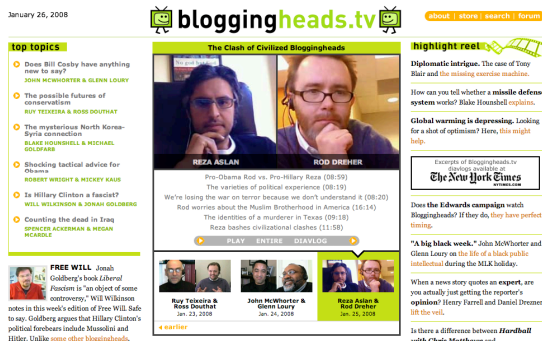 January 26, 2008
bloggingheads.tv
about | store | search | forum
top topics
Does Bill Cosby have anything
new to say?
JOHN MCWHORTER & GLENN LOURY
The possible futures of
conservatism
RUY TEIXEIRA & ROSS DOUTHAT
The mysterious North Korea-
Syria connection
BLAKE HOUNSHELL & MICHAEL
GOLDFARB
Shocking tactical advice for
Obama
ROBERT WRIGHT & MICKEY KAUS
Is Hillary Clinton a fascist?
WILL WILKINSON & JONAH GOLDBERG
Counting the dead in Iraq
SPENCER ACKERMAN & MEGAN
MCARDLE
FREE WILL Jonah
Goldberg's book Liberal
Fascism is "an object of some
controversy," Will Wilkinson
notes in this week's edition of Free Will. Safe
to say. Goldberg argues that Hillary Clinton's
political forebears include Mussolini and
Hitler. Unlike some other bloggingheads.
The Clash of Civilized Bloggingheads
REZA ASLAN
ROD DREHER
Pro-Obama Rod vs. Pro-Hillary Reza (08:59)
The varieties of political experience (08:19)
We're losing the war on terror because we don't understand it (08:20)
Rod worries about the Muslim Brotherhood in America (16:14)
The identities of a murderer in Texas (09:18)
Reza bashes civilizational clashes (11:58)
PLAY ENTIRE DIAVLOG
Ruy Teixeira &
Ross Douthat
Jan. 23, 2008
John McWhorter &
Glenn Loury
Jan. 24, 2008
Reza Aslan &
Rod Dreher
Jan. 25, 2008
earlier
highlight reel
Diplomatic intrigue. The case of Tony
Blair and the missing exercise machine.
How can you tell whether a missile defense
system works? Blake Hounshell explains.
Global warming is depressing. Looking
for a shot of optimism? Here, this might
help.
Excerpts of Bloggingheads.tv
diavlogs available at
The New York Times
NYTIMES.COM
Does the Edwards campaign watch
Bloggingheads? If they do, they have perfect
timing.
"A big black week." John McWhorter and
Glenn Loury on the life of a black public
intellectual during the MLK holiday.
When a news story quotes an expert, are
you actually just getting the reporter's
opinion? Henry Farrell and Daniel Drezner
lift the veil.
Is there a difference between Hardball
with Chris Matthews and